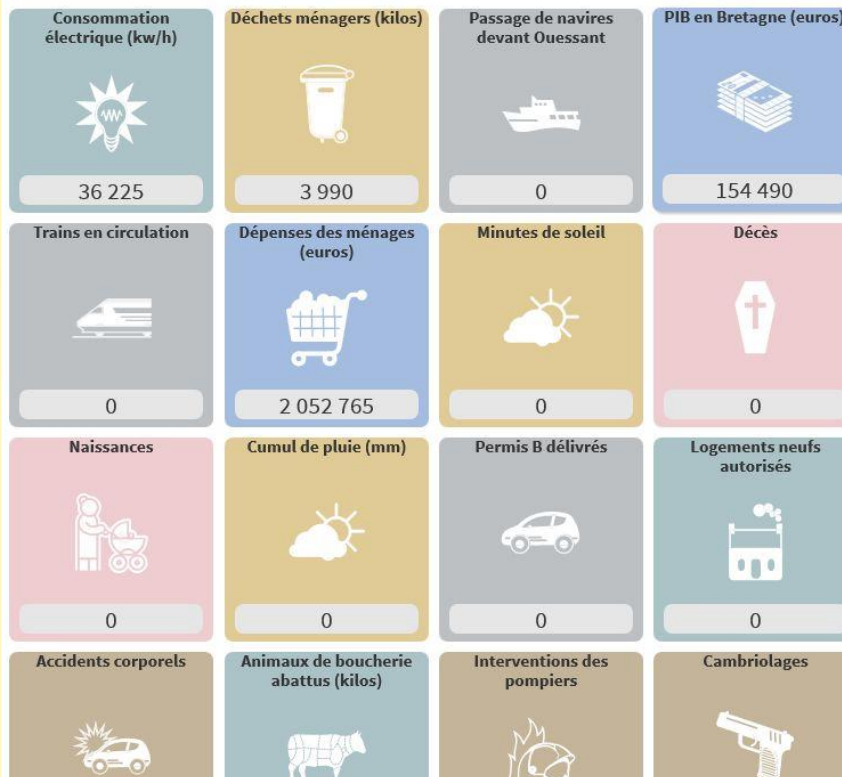 Consommation
électrique (kw/h)
36 225
Déchets ménagers (kilos)
3 990
Passage de navires
devant Ouessant
0
PIB en Bretagne (euros)
154 490
Trains en circulation
0
Dépenses des ménages
(euros)
2 052 765
Minutes de soleil
0
Décès
0
Naissances
0
Cumul de pluie (mm)
0
Permis B délivrés
0
Logements neufs
autorisés
0
Accidents corporels
Animaux de boucherie
abattus (kilos)
Interventions des
pompiers
Cambriolages